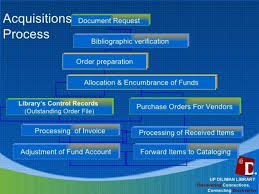 Acquisitions
Process
Document Request
Bibliographic verification
Order preparation
Allocation & Encumbrance of Funds
Library's Control Records
(Outstanding Order File)
Purchase Orders For Vendors
Processing of Invoice
Processing of Received Items
Adjustment of Fund Account
Forward Items to Cataloging
UP DILIMAN LIBRARY
Connections.
Connecting